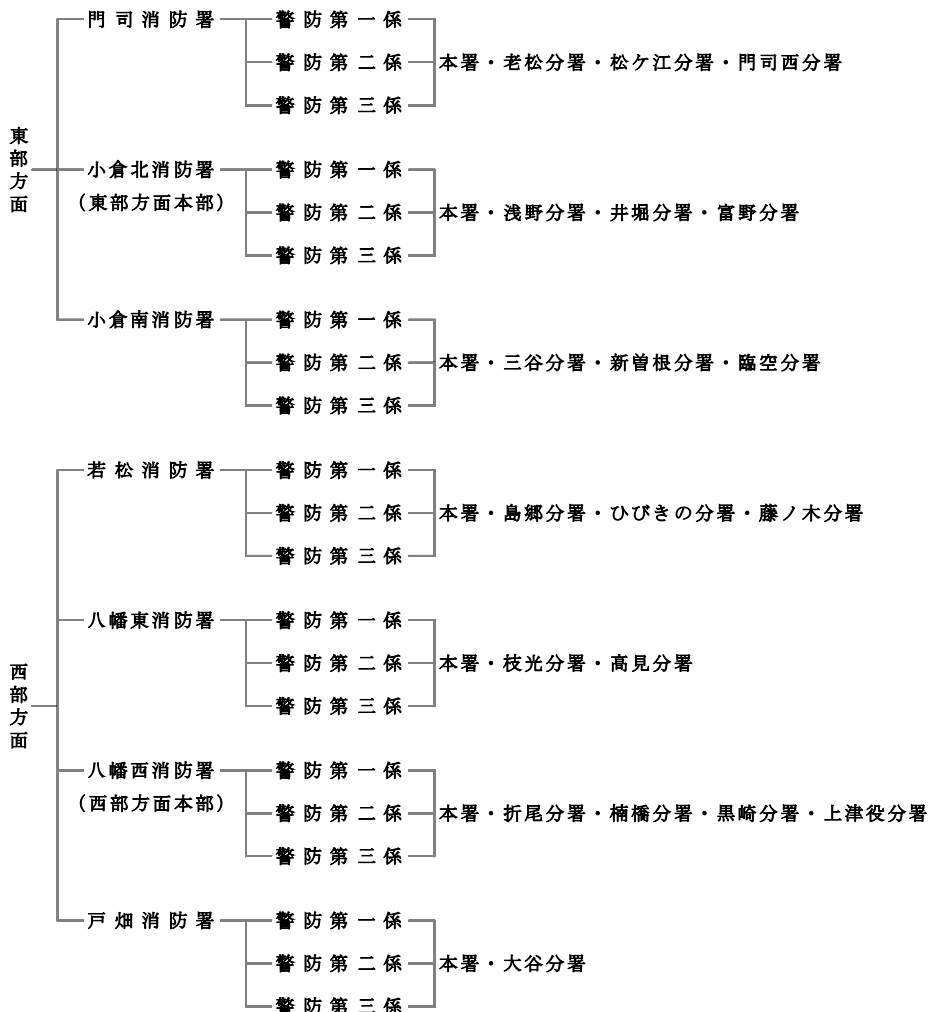 東部方面
門司消防署
警防第一係
警防第二係
警防第三係
本署・老松分署・松ケ江分署・門司西分署
小倉北消防署
（東部方面本部）
警防第一係
警防第二係
警防第三係
本署・浅野分署・井堀分署・富野分署
小倉南消防署
警防第一係
警防第二係
警防第三係
本署・三谷分署・新曽根分署・臨空分署
西部方面
若松消防署
警防第一係
警防第二係
警防第三係
本署・島郷分署・ひびきの分署・藤ノ木分署
八幡東消防署
警防第一係
警防第二係
警防第三係
本署・枝光分署・高見分署
八幡西消防署
（西部方面本部）
警防第一係
警防第二係
警防第三係
本署・折尾分署・楠橋分署・黒崎分署・上津役分署
戸畑消防署
警防第一係
警防第二係
警防第三係
本署・大谷分署